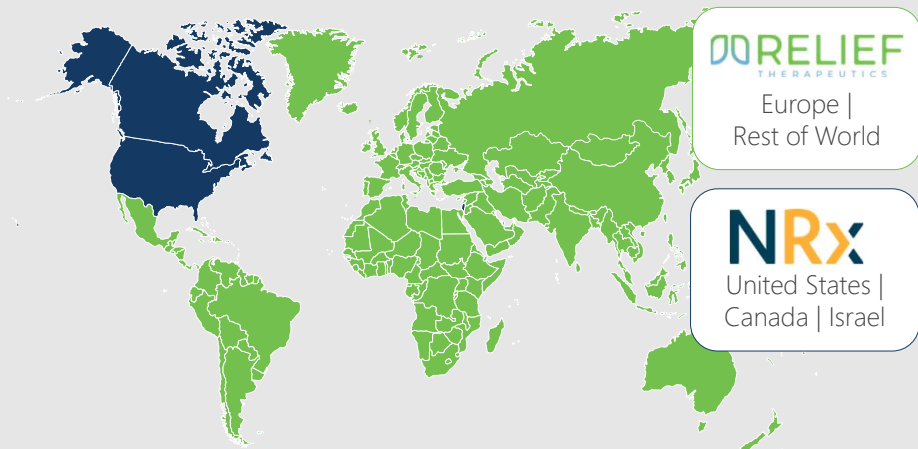 RELIEF
THERAPEUTICS
Europe |
Rest of World
NRx
United States |
Canada | Israel